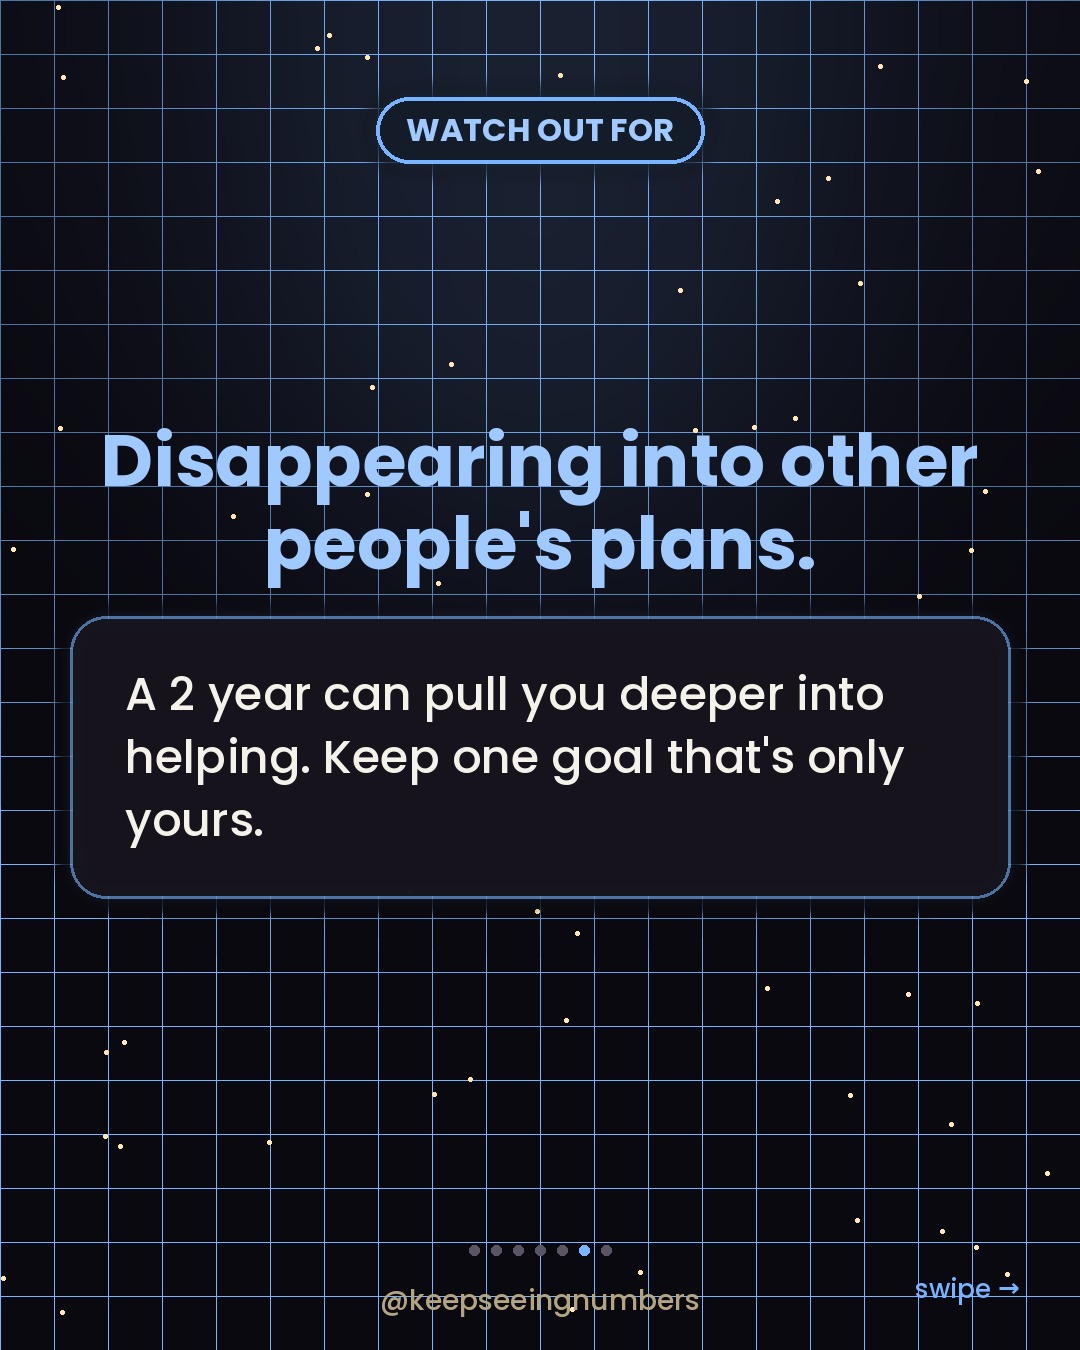 WATCH OUT FOR
Disappearing into other
people's plans.
A 2 year can pull you deeper into
helping. Keep one goal that's only
yours.
@keepseeingnumbers
swipe →